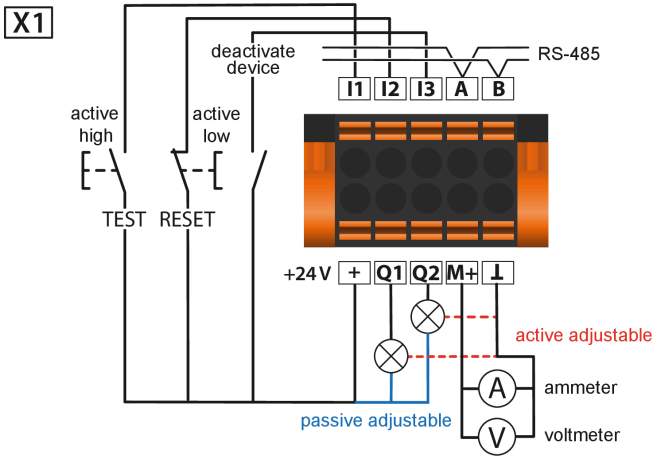 X1
deactivate
device
RS-485
I1 I2 I3 A B
active
high
active
low
TEST RESET
+24 V + Q1 Q2 M+ ⊥
active adjustable
passive adjustable
A ammeter
V voltmeter